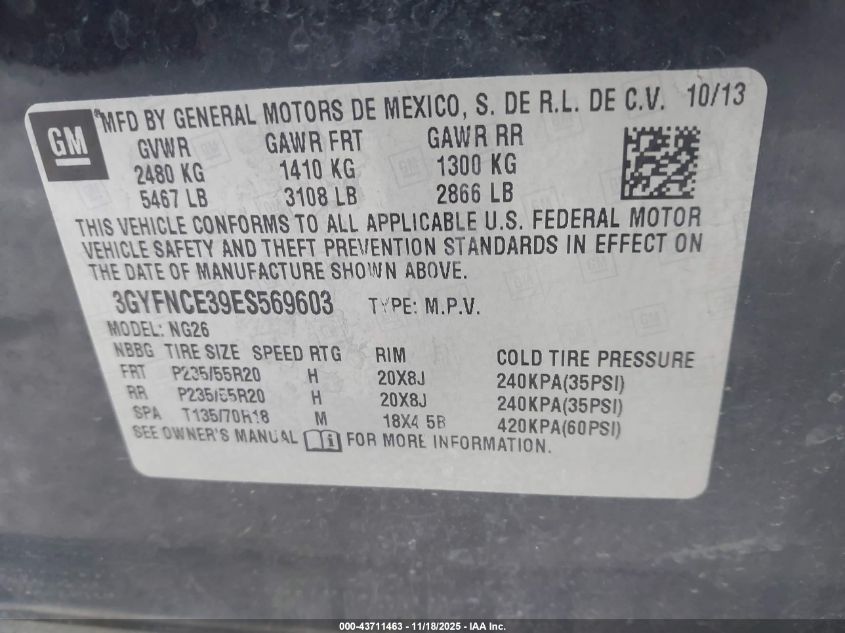 GM
MFD BY GENERAL MOTORS DE MEXICO, S. DE R.L. DE C.V. 10/13
GVWR GAWR FRT GAWR RR
2480 KG 1410 KG 1300 KG
5467 LB 3108 LB 2866 LB
THIS VEHICLE CONFORMS TO ALL APPLICABLE U.S. FEDERAL MOTOR
VEHICLE SAFETY AND THEFT PREVENTION STANDARDS IN EFFECT ON
THE DATE OF MANUFACTURE SHOWN ABOVE.
3GYFNCE39ES569603 TYPE: M.P.V.
MODEL: NG26
NBBG TIRE SIZE SPEED RTG RIM COLD TIRE PRESSURE
FRT P235/55R20 H 20X8J 240KPA(35PSI)
RR P235/55R20 H 20X8J 240KPA(35PSI)
SPA T135/70R18 M 18X4 5B 420KPA(60PSI)
SEE OWNER'S MANUAL FOR MORE INFORMATION.
000-43711463 - 11/18/2025 - IAA Inc.